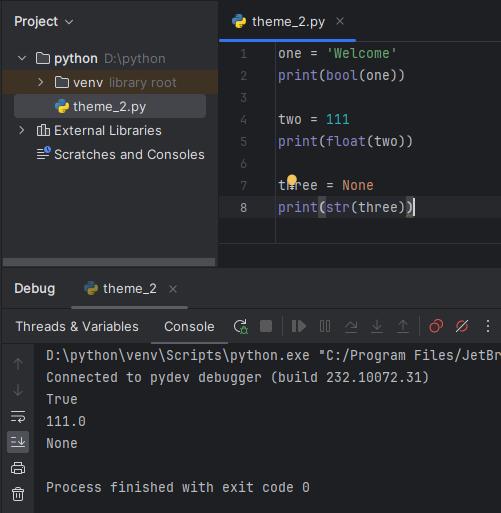 Project
python D:\python
venv library root
theme_2.py
External Libraries
Scratches and Consoles
theme_2.py
1 one = 'Welcome'
2 print(bool(one))
3
4 two = 111
5 print(float(two))
6
7 three = None
8 print(str(three))
Debug theme_2
Threads & Variables Console
D:\python\venv\Scripts\python.exe "C:/Program Files/JetBr
Connected to pydev debugger (build 232.10072.31)
True
111.0
None
Process finished with exit code 0